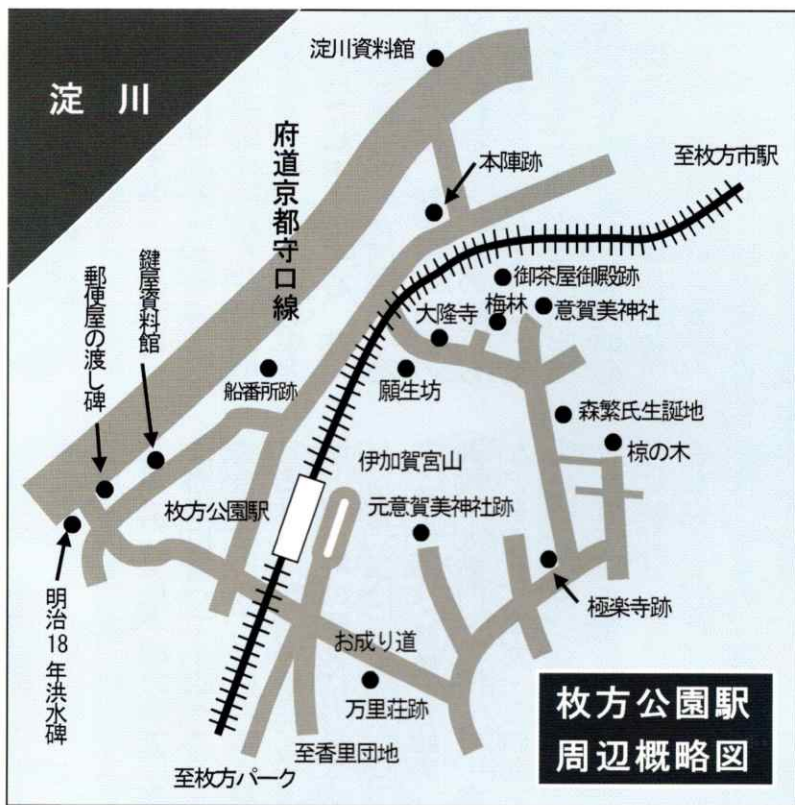 淀川
淀川資料館
府道京都守口線
本陣跡
至枚方市駅
御茶屋御殿跡
梅林
意賀美神社
大隆寺
鍵屋資料館
郵便屋の渡し碑
船番所跡
願生坊
森繁氏生誕地
椋の木
伊加賀宮山
枚方公園駅
元意賀美神社跡
明治18年洪水碑
極楽寺跡
お成り道
万里荘跡
至香里団地
至枚方パーク
枚方公園駅
周辺概略図